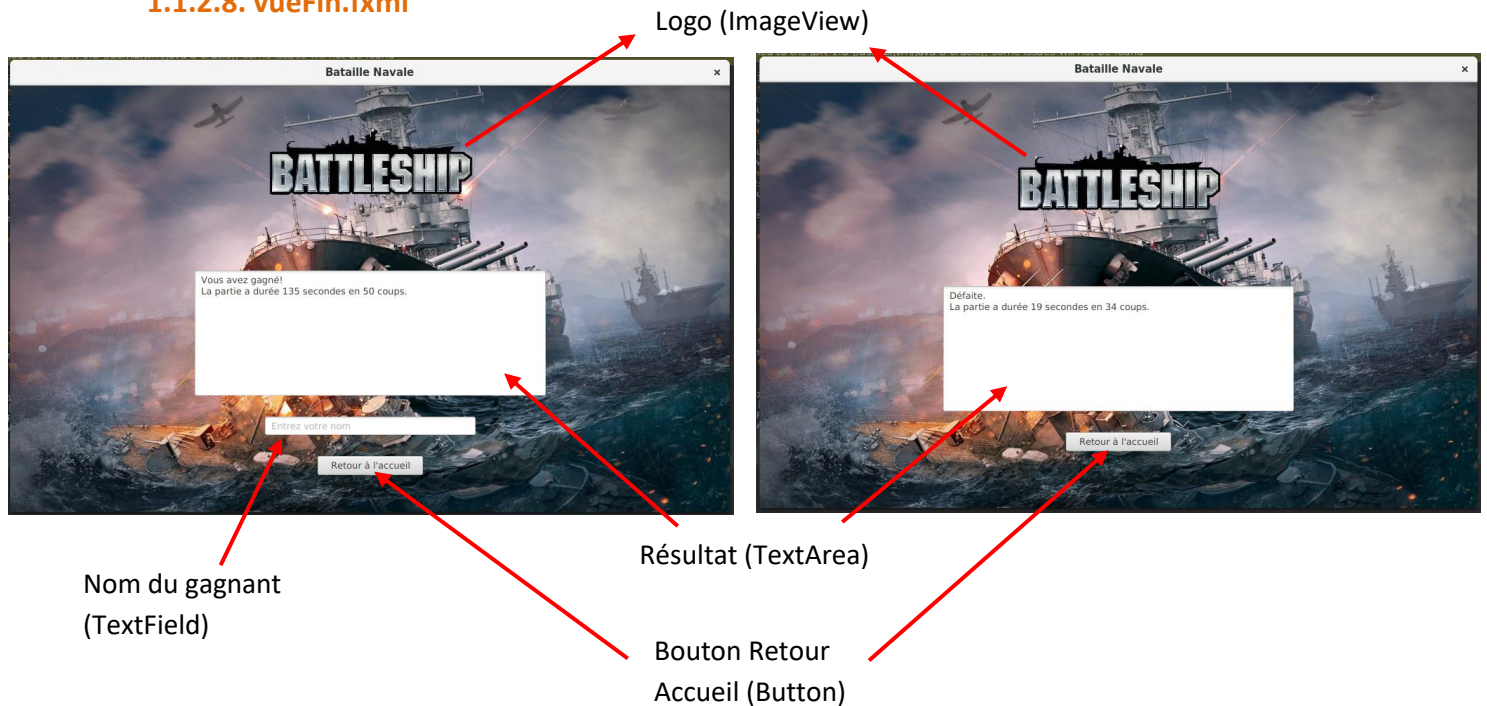 1.1.2.8. vueFin.fxml
Logo (ImageView)
Bataille Navale ×
BATTLESHIP
Vous avez gagné!
La partie a durée 135 secondes en 50 coups.
Entrez votre nom
Retour à l'accueil
Bataille Navale ×
BATTLESHIP
Défaite.
La partie a durée 19 secondes en 34 coups.
Retour à l'accueil
Résultat (TextArea)
Nom du gagnant
(TextField)
Bouton Retour
Accueil (Button)